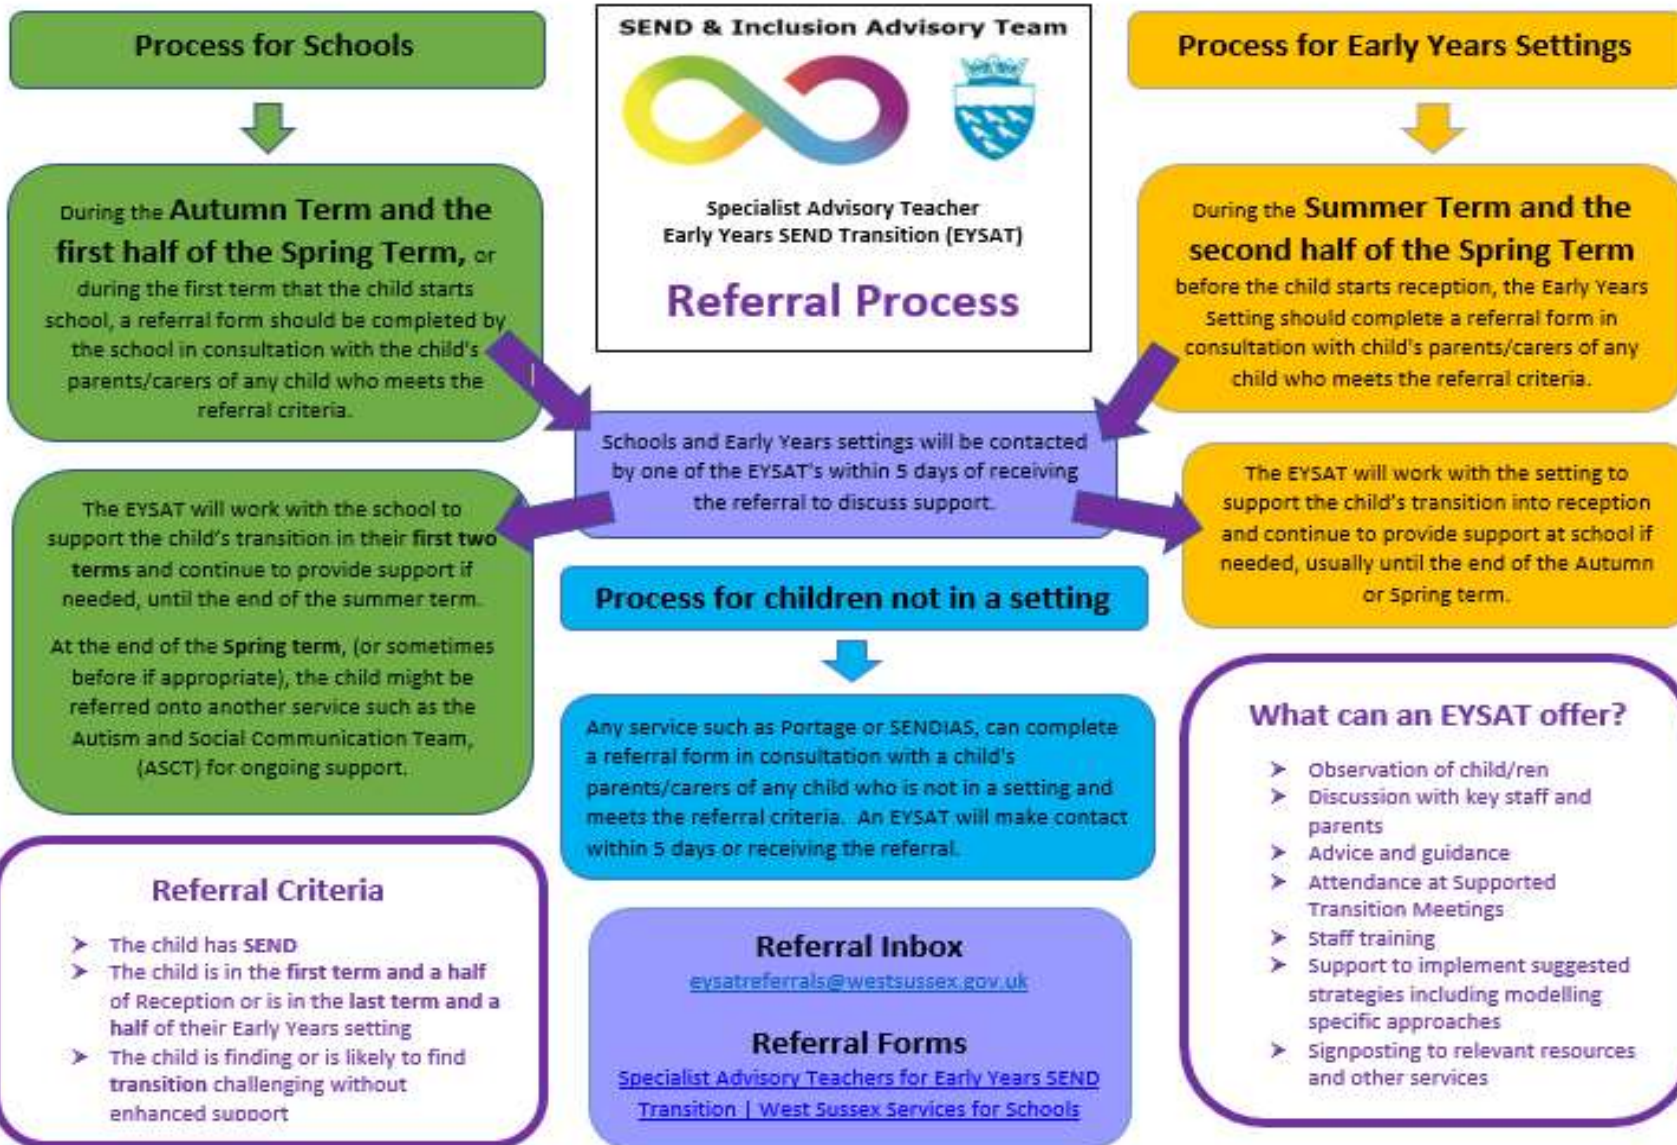 Process for Schools
During the Autumn Term and the
first half of the Spring Term, or
during the first term that the child starts
school, a referral form should be completed by
the school in consultation with the child's
parents/carers of any child who meets the
referral criteria.
The EYSAT will work with the school to
support the child's transition in their first two
terms and continue to provide support if
needed, until the end of the summer term.
At the end of the Spring term, (or sometimes
before if appropriate), the child might be
referred onto another service such as the
Autism and Social Communication Team,
(ASCT) for ongoing support.
Referral Criteria
➤ The child has SEND
➤ The child is in the first term and a half
of Reception or is in the last term and a
half of their Early Years setting
➤ The child is finding or is likely to find
transition challenging without
enhanced support
SEND & Inclusion Advisory Team
Specialist Advisory Teacher
Early Years SEND Transition (EYSAT)
Referral Process
Schools and Early Years settings will be contacted
by one of the EYSAT's within 5 days of receiving
the referral to discuss support.
Process for children not in a setting
Any service such as Portage or SENDIAS, can complete
a referral form in consultation with a child's
parents/carers of any child who is not in a setting and
meets the referral criteria. An EYSAT will make contact
within 5 days or receiving the referral.
Referral Inbox
eysatreferrals@westsussex.gov.uk
Referral Forms
Specialist Advisory Teachers for Early Years SEND
Transition | West Sussex Services for Schools
Process for Early Years Settings
During the Summer Term and the
second half of the Spring Term
before the child starts reception, the Early Years
Setting should complete a referral form in
consultation with child's parents/carers of any
child who meets the referral criteria.
The EYSAT will work with the setting to
support the child's transition into reception
and continue to provide support at school if
needed, usually until the end of the Autumn
or Spring term.
What can an EYSAT offer?
➤ Observation of child/ren
➤ Discussion with key staff and
parents
➤ Advice and guidance
➤ Attendance at Supported
Transition Meetings
➤ Staff training
➤ Support to implement suggested
strategies including modelling
specific approaches
➤ Signposting to relevant resources
and other services